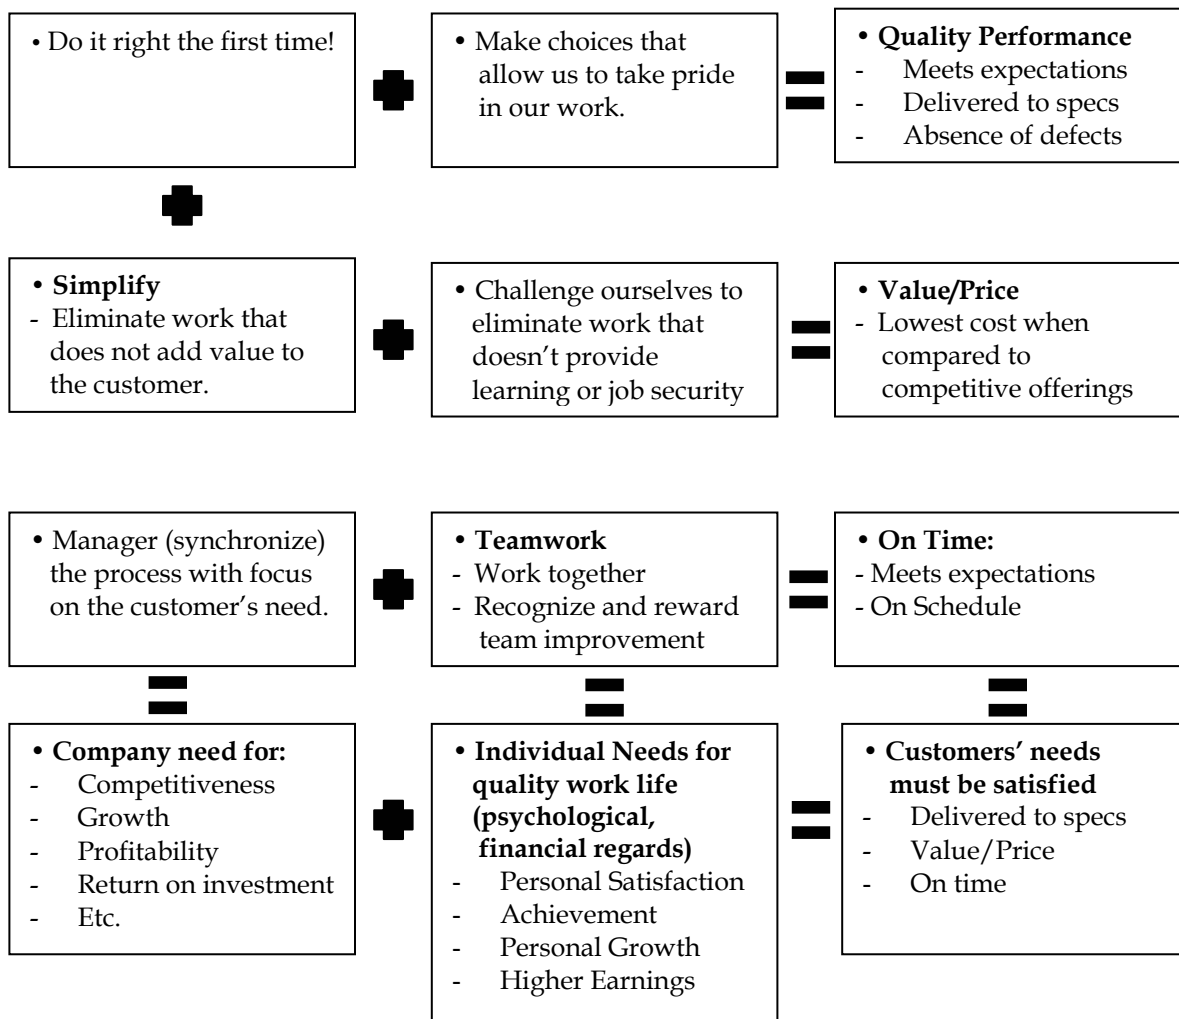 • Do it right the first time!
• Make choices that
allow us to take pride
in our work.
• Quality Performance
- Meets expectations
- Delivered to specs
- Absence of defects
• Simplify
- Eliminate work that
does not add value to
the customer.
• Challenge ourselves to
eliminate work that
doesn't provide
learning or job security
• Value/Price
- Lowest cost when
compared to
competitive offerings
• Manager (synchronize)
the process with focus
on the customer's need.
• Teamwork
- Work together
- Recognize and reward
team improvement
• On Time:
- Meets expectations
- On Schedule
• Company need for:
- Competitiveness
- Growth
- Profitability
- Return on investment
- Etc.
• Individual Needs for
quality work life
(psychological,
financial regards)
- Personal Satisfaction
- Achievement
- Personal Growth
- Higher Earnings
• Customers' needs
must be satisfied
- Delivered to specs
- Value/Price
- On time